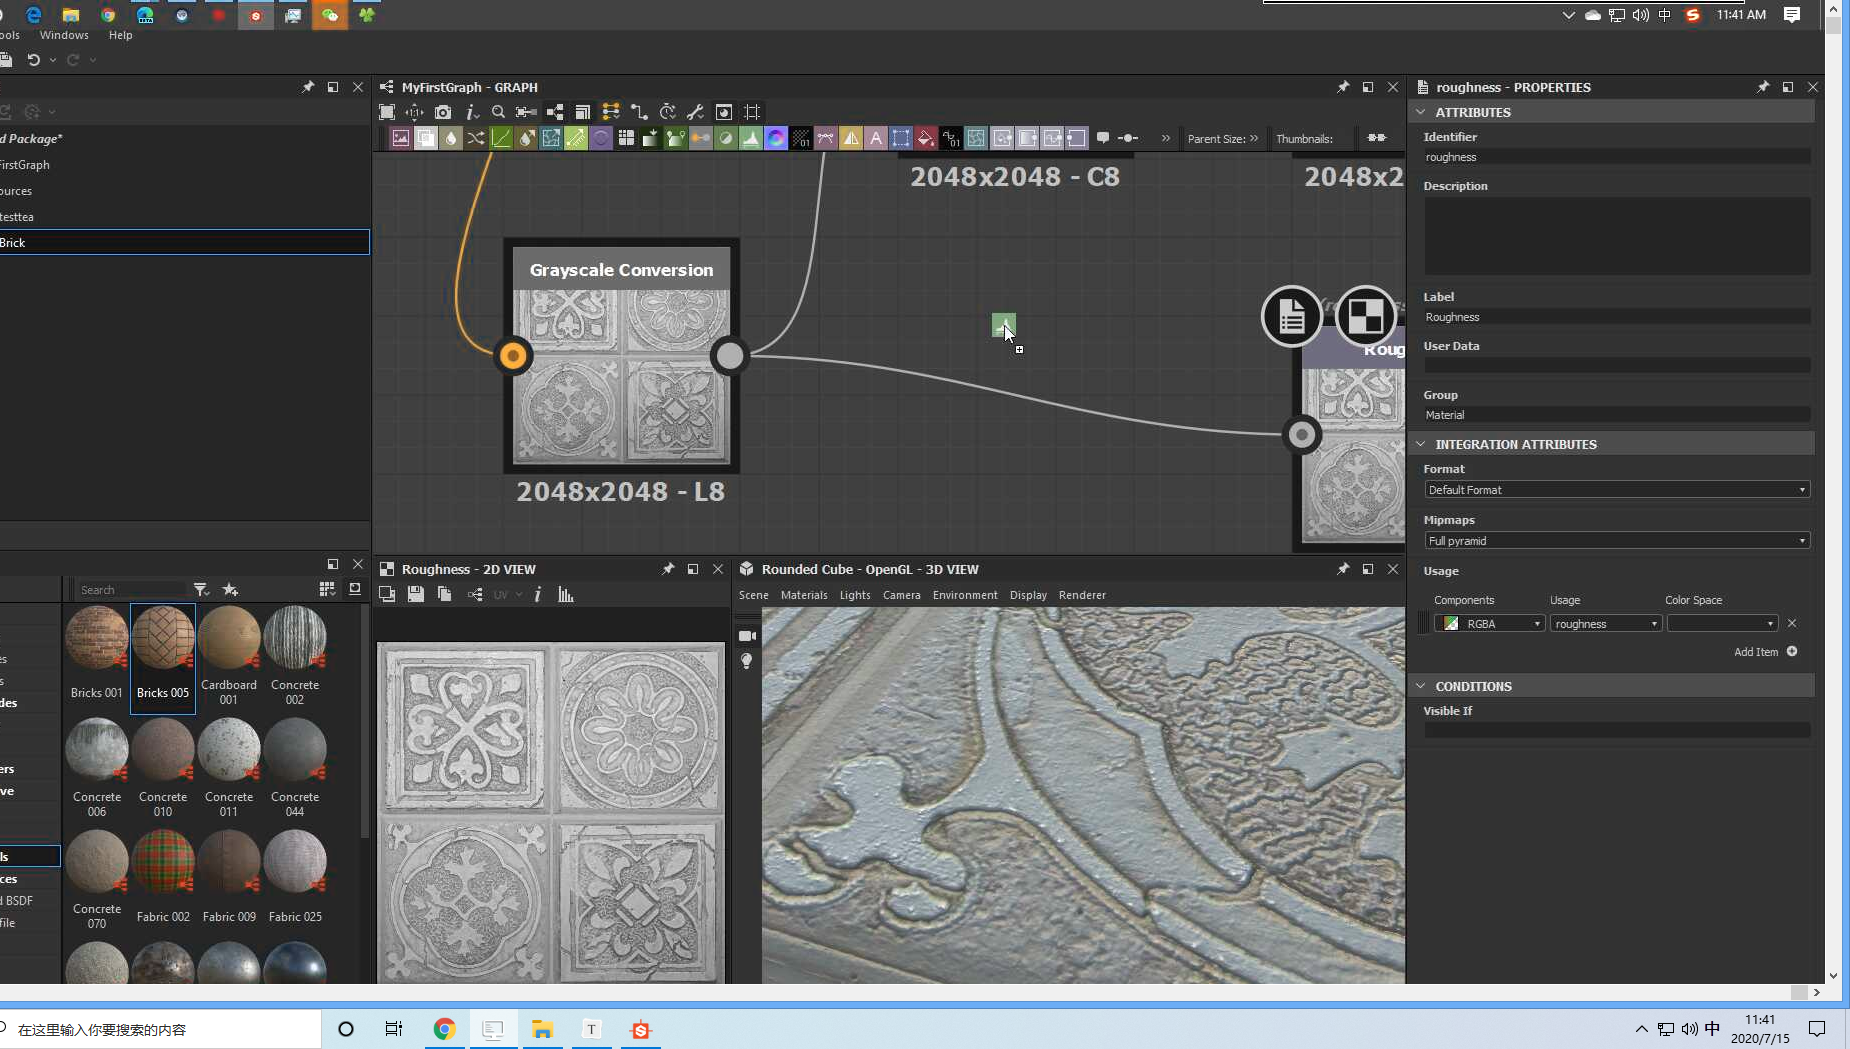 11:41 AM
ools
Windows
Help
MyFirstGraph - GRAPH
roughness - PROPERTIES
d Package*
FirstGraph
ources
testtea
Brick
Parent Size:
Thumbnails:
2048x2048 - C8
2048x2
Grayscale Conversion
2048x2048 - L8
Roug
ATTRIBUTES
Identifier
roughness
Description
Label
Roughness
User Data
Group
Material
INTEGRATION ATTRIBUTES
Format
Default Format
Mipmaps
Full pyramid
Usage
Components
Usage
Color Space
RGBA
roughness
Add Item
CONDITIONS
Visible If
Search
es
s
des
ers
ve
ls
ces
d BSDF
file
Bricks 001
Bricks 005
Cardboard 001
Concrete 002
Concrete 006
Concrete 010
Concrete 011
Concrete 044
Concrete 070
Fabric 002
Fabric 009
Fabric 025
Roughness - 2D VIEW
UV
Rounded Cube - OpenGL - 3D VIEW
Scene
Materials
Lights
Camera
Environment
Display
Renderer
在这里输入你要搜索的内容
中
11:41
2020/7/15